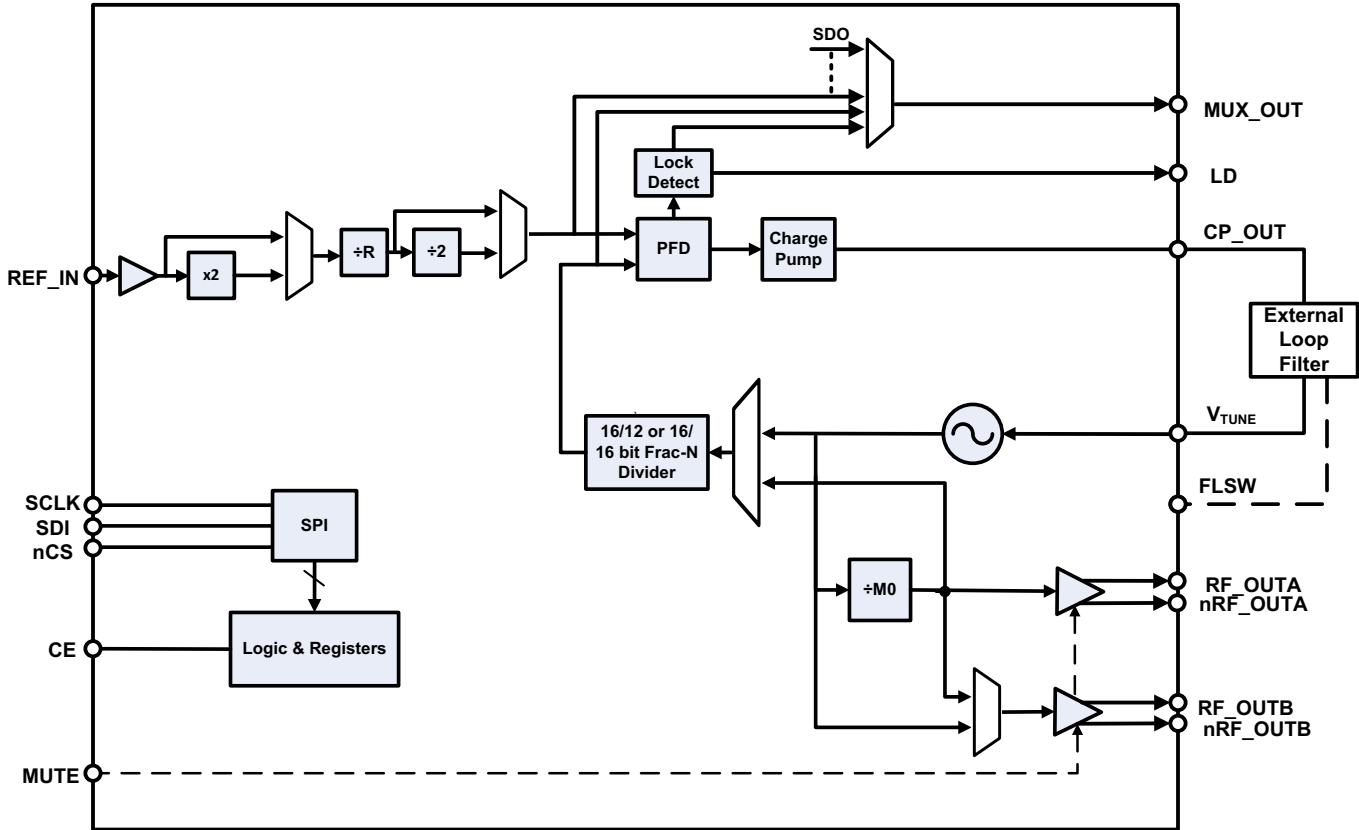 SDO
MUX_OUT
Lock
Detect
LD
CP_OUT
REF_IN
x2
÷R
÷2
PFD
Charge
Pump
External
Loop
Filter
VTUNE
16/12 or 16/
16 bit Frac-N
Divider
FLSW
SCLK
SDI
nCS
SPI
÷M0
RF_OUTA
nRF_OUTA
CE
Logic & Registers
RF_OUTB
nRF_OUTB
MUTE